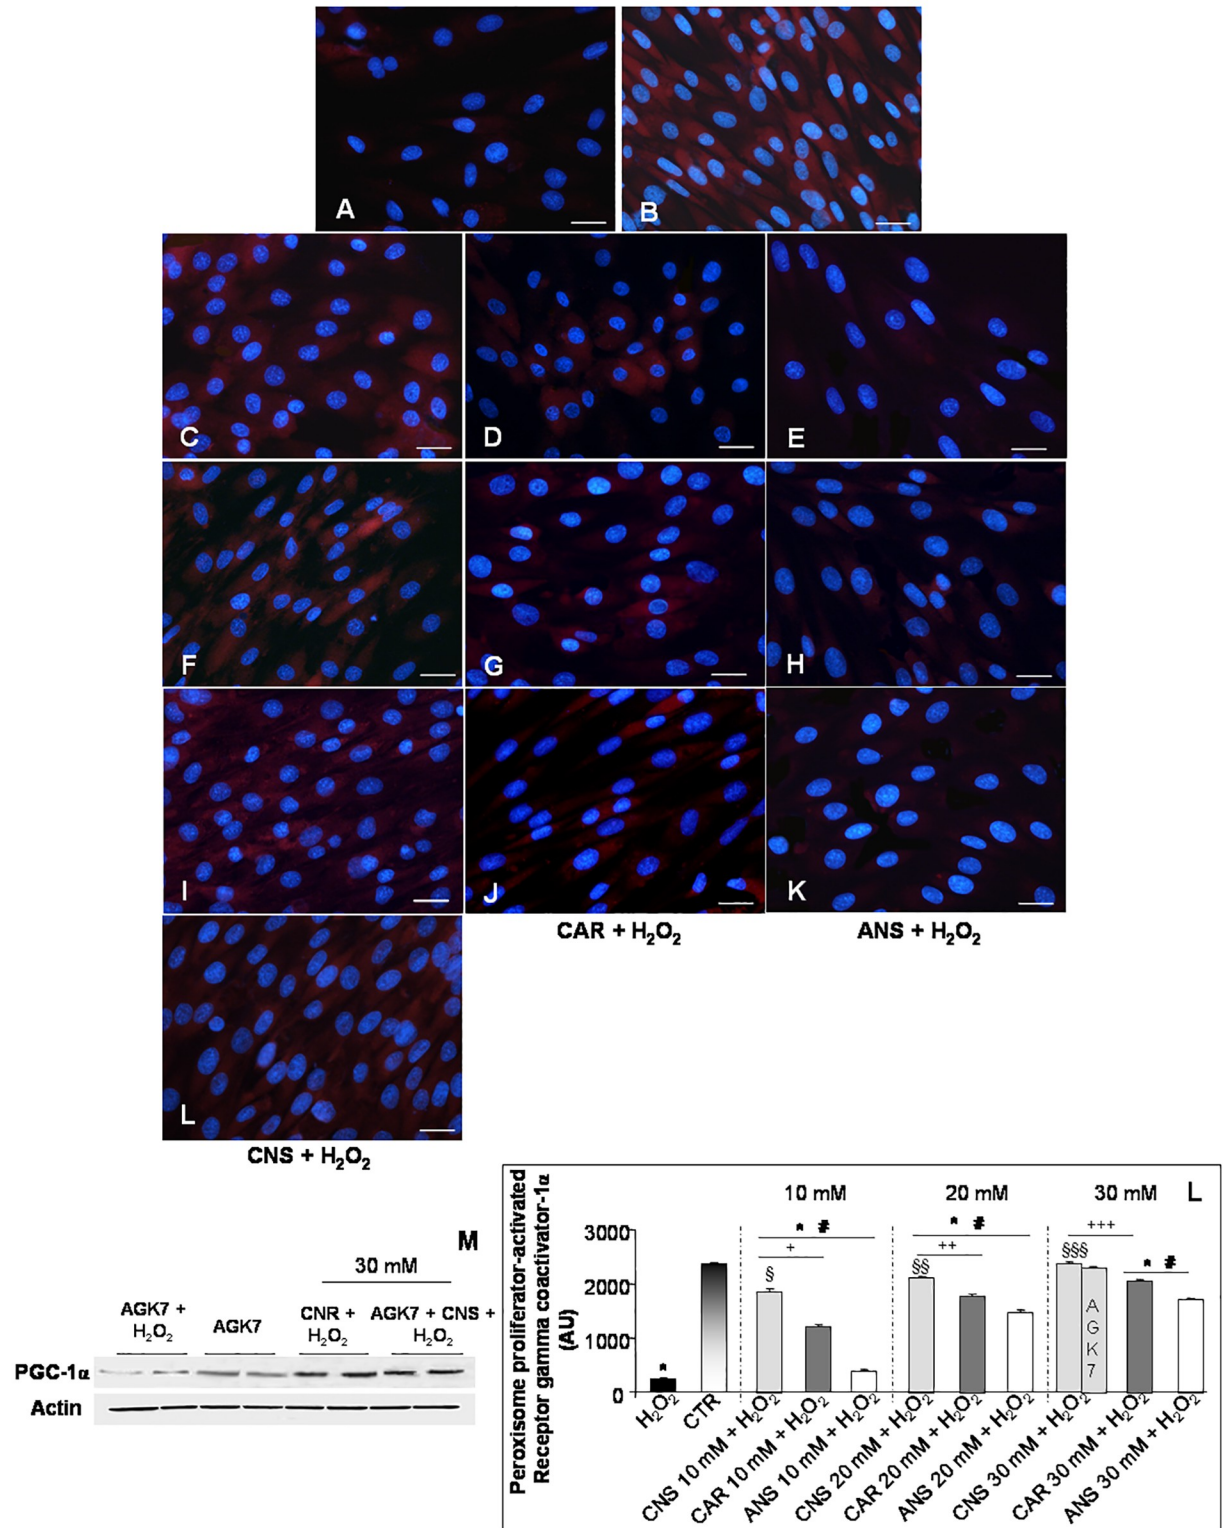 A
B
C
D
E
F
G
H
I
J
K
CAR + H₂O₂
ANS + H₂O₂
L
CNS + H₂O₂
M
30 mM
AGK7 +
H₂O₂
AGK7
CNR +
H₂O₂
AGK7 + CNS +
H₂O₂
PGC-1α
Actin
L
10 mM
20 mM
30 mM
Peroxisome proliferator-activated
Receptor gamma coactivator-1α
(AU)
3000
2000
1000
0
* #
+
§
* #
++
§§
+++
§§§
* #
*
AGK7
H₂O₂
CTR
CNS 10 mM + H₂O₂
CAR 10 mM + H₂O₂
ANS 10 mM + H₂O₂
CNS 20 mM + H₂O₂
CAR 20 mM + H₂O₂
ANS 20 mM + H₂O₂
CNS 30 mM + H₂O₂
CAR 30 mM + H₂O₂
ANS 30 mM + H₂O₂